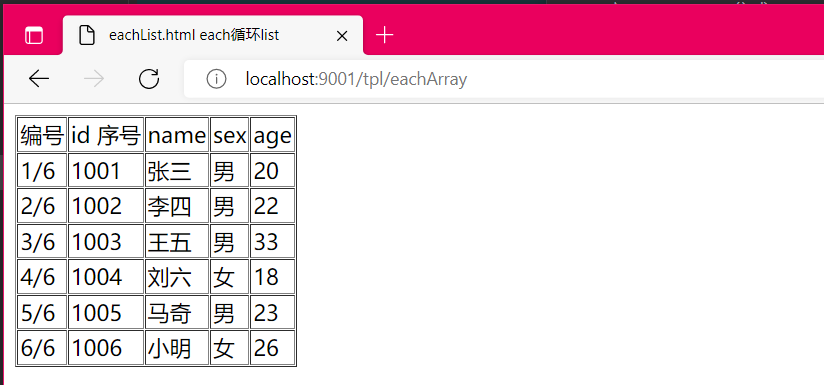 eachList.html each循环list
localhost:9001/tpl/eachArray
编号 id 序号 name sex age
1/6 1001 张三 男 20
2/6 1002 李四 男 22
3/6 1003 王五 男 33
4/6 1004 刘六 女 18
5/6 1005 马奇 男 23
6/6 1006 小明 女 26